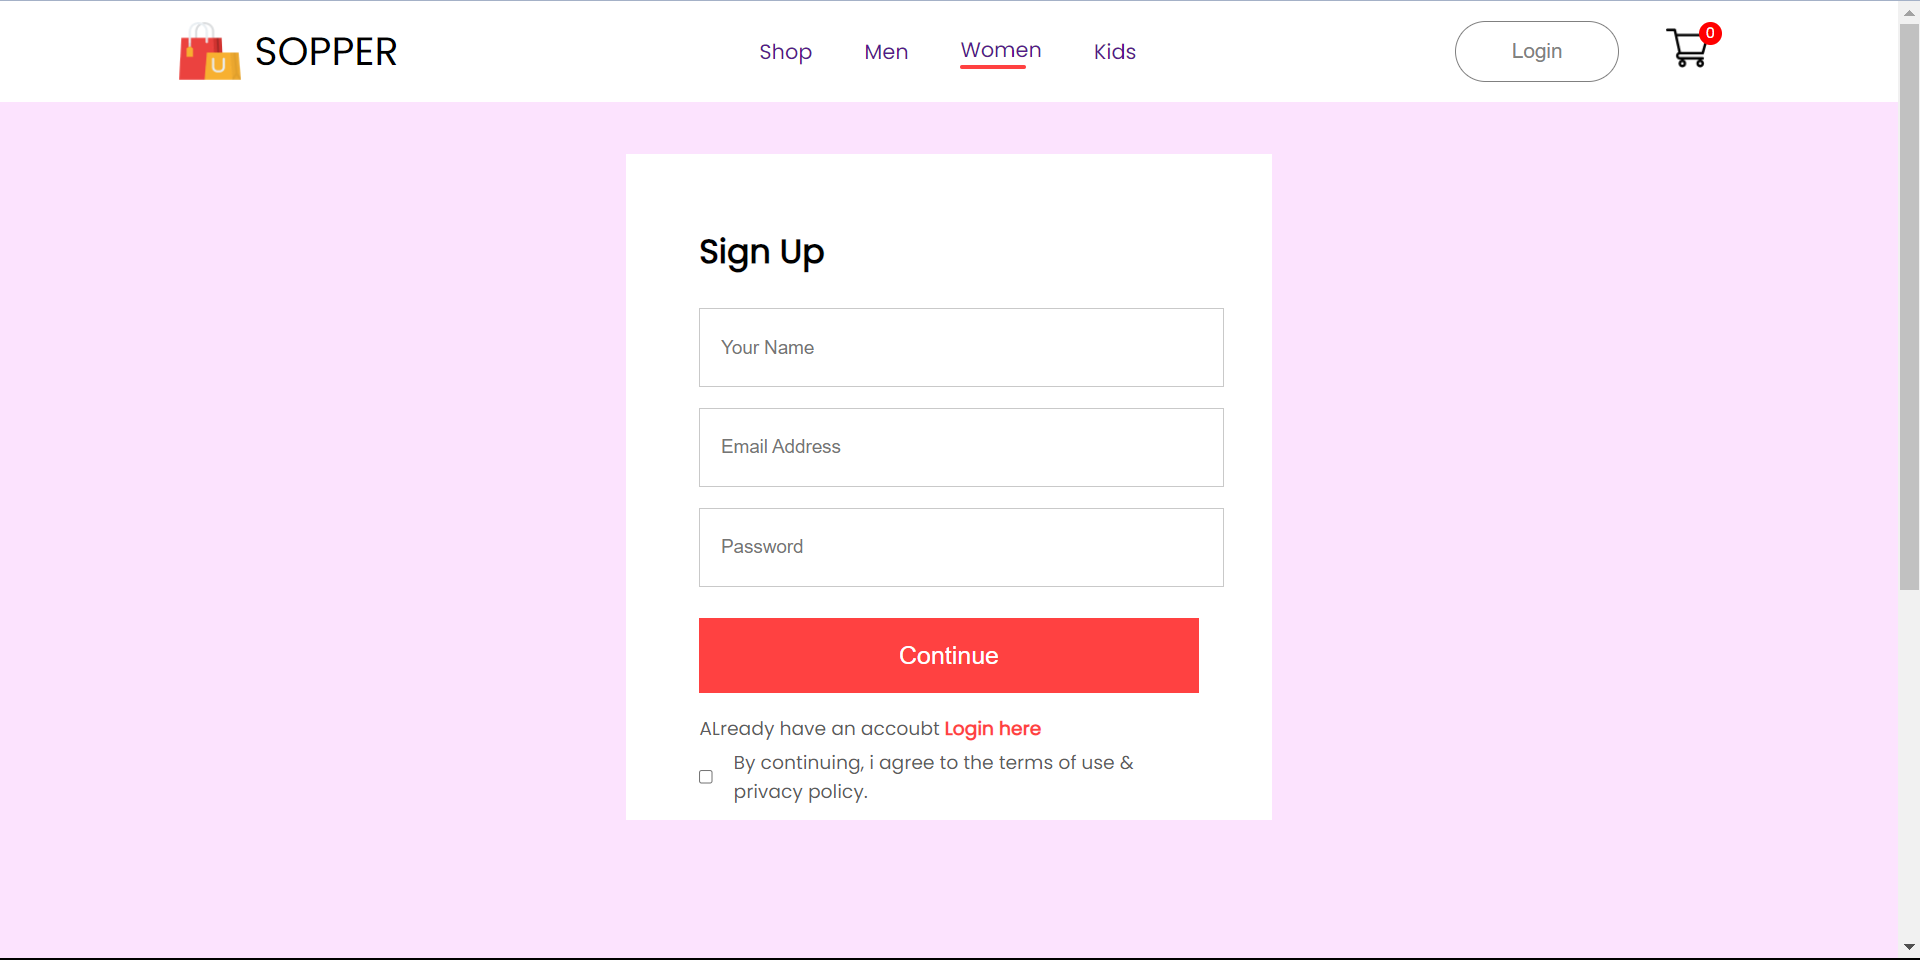 SOPPER
Shop Men Women Kids
Login
0
U
Sign Up
Your Name
Email Address
Password
Continue
ALready have an accoubt Login here
By continuing, i agree to the terms of use &
privacy policy.